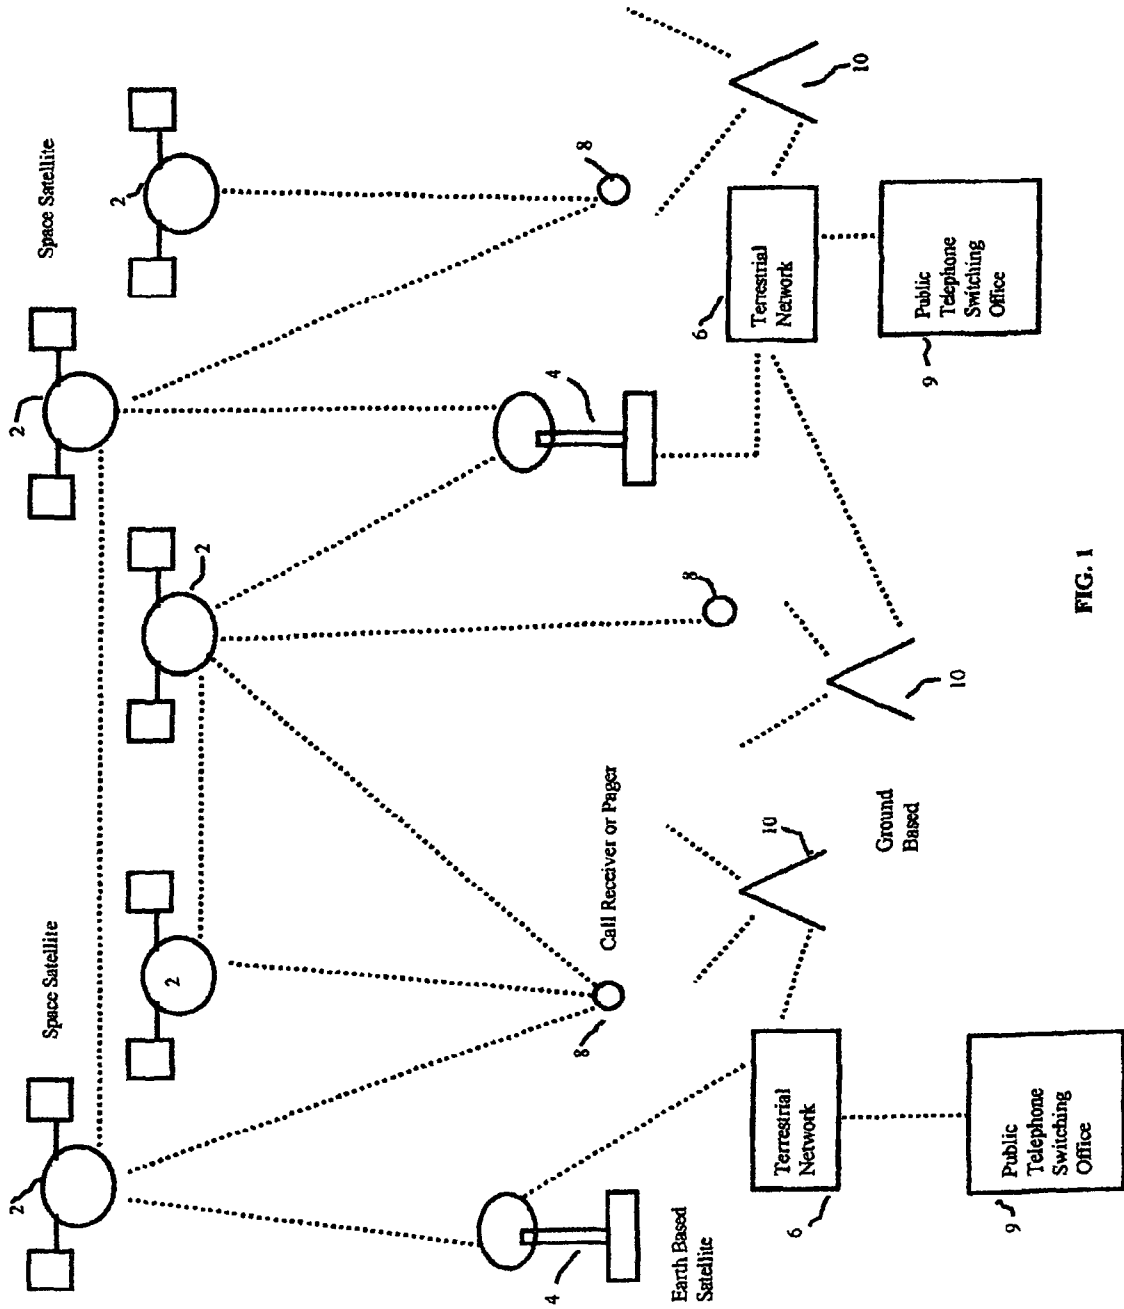 2
2
Space Satellite
Space Satellite
2
2
2
4
4
8
8
Call Receiver or Pager
Earth Based
Satellite
8
6
Terrestrial
Network
10
Terrestrial
Network
6
10
Ground
Based
Public
Telephone
Switching
Office
9
10
9
Public
Telephone
Switching
Office
FIG. 1